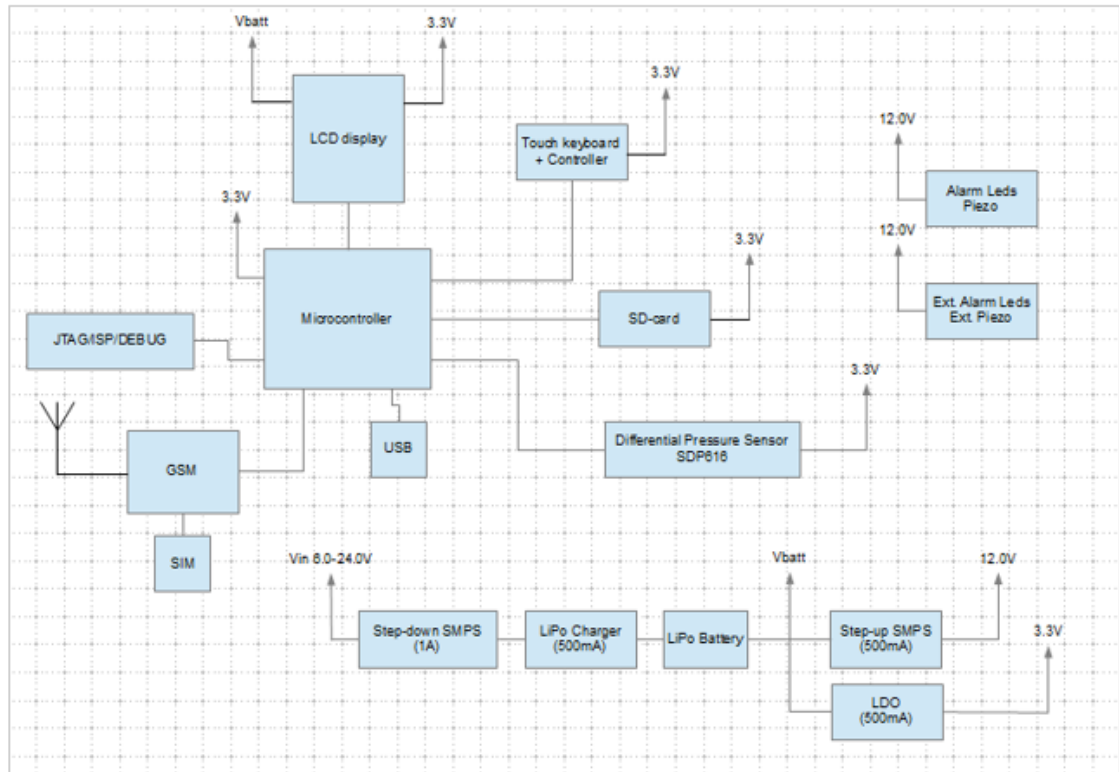 Vbatt
3.3V
LCD display
3.3V
Touch keyboard
+ Controller
12.0V
Alarm Leds
Piezo
3.3V
3.3V
12.0V
Microcontroller
SD-card
Ext. Alarm Leds
Ext. Piezo
JTAG/ISP/DEBUG
3.3V
USB
Differential Pressure Sensor
SDP616
GSM
SIM
Vin 6.0-24.0V
Vbatt
12.0V
Step-down SMPS
(1A)
LiPo Charger
(500mA)
LiPo Battery
Step-up SMPS
(500mA)
3.3V
LDO
(500mA)